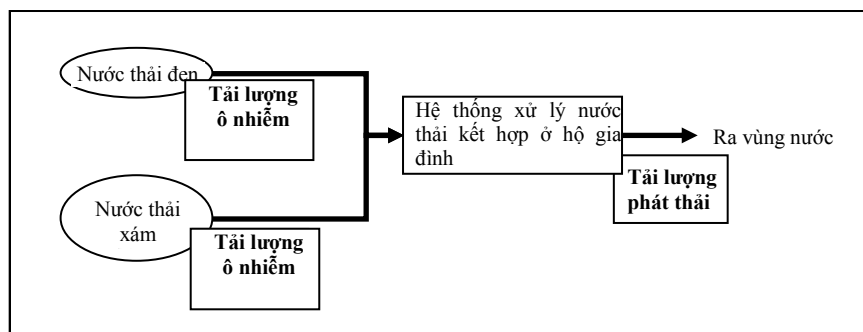 Nước thải đen
Tải lượng
ô nhiễm
Hệ thống xử lý nước
thải kết hợp ở hộ gia
đình
Ra vùng nước
Tải lượng
phát thải
Nước thải
xám
Tải lượng
ô nhiễm